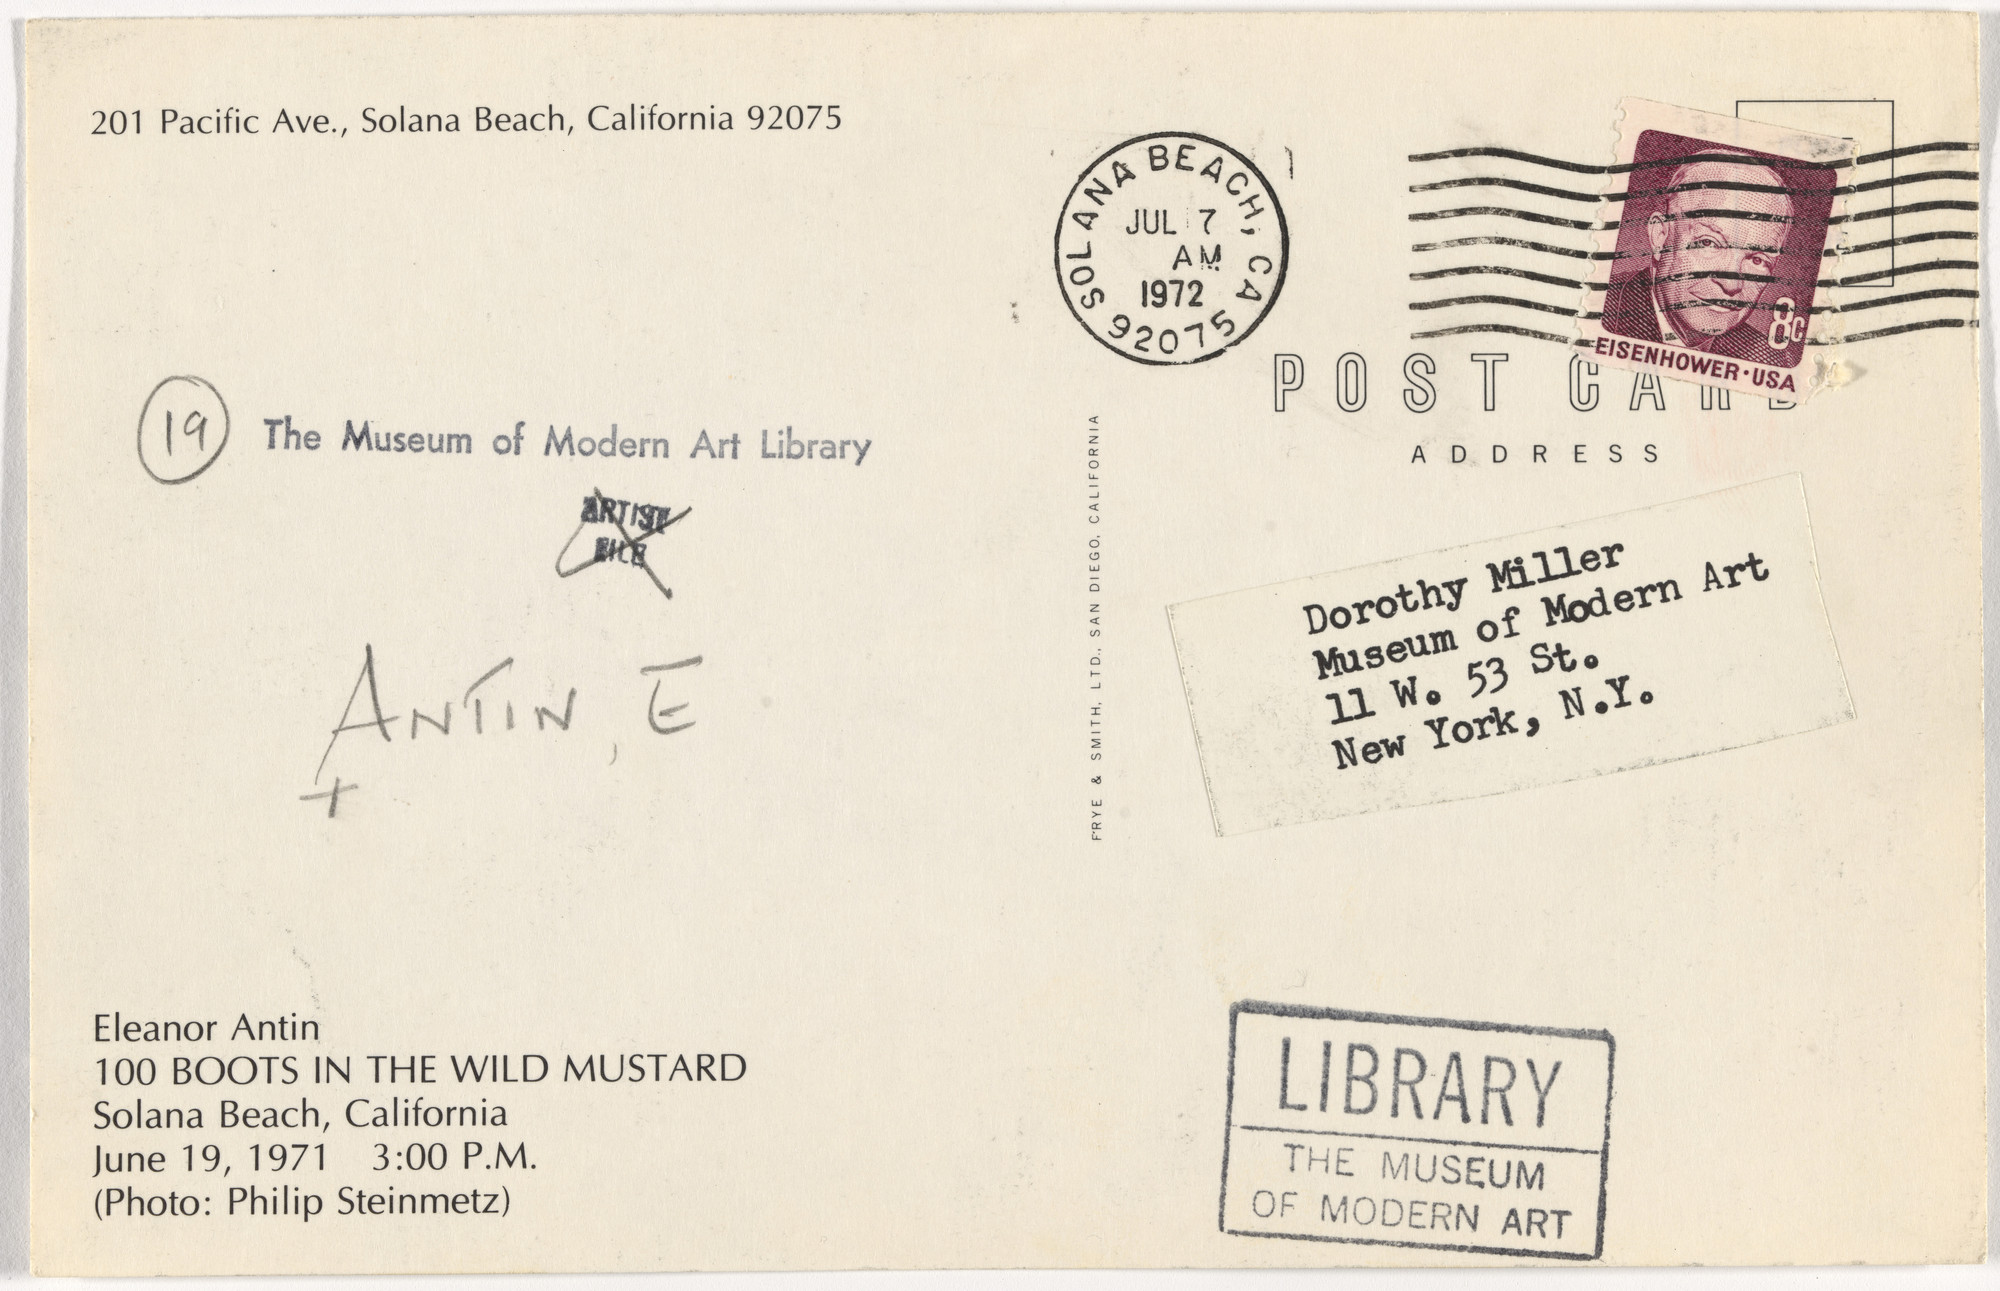 201 Pacific Ave., Solana Beach, California 92075
SOLANA BEACH, CA
JUL 7
AM
1972
92075
8c
EISENHOWER · USA
POST CARD
ADDRESS
19
The Museum of Modern Art Library
ARTIST
FILE
ANTIN, E
+
FRYE & SMITH, LTD., SAN DIEGO, CALIFORNIA
Dorothy Miller
Museum of Modern Art
11 W. 53 St.
New York, N.Y.
Eleanor Antin
100 BOOTS IN THE WILD MUSTARD
Solana Beach, California
June 19, 1971 3:00 P.M.
(Photo: Philip Steinmetz)
LIBRARY
THE MUSEUM
OF MODERN ART